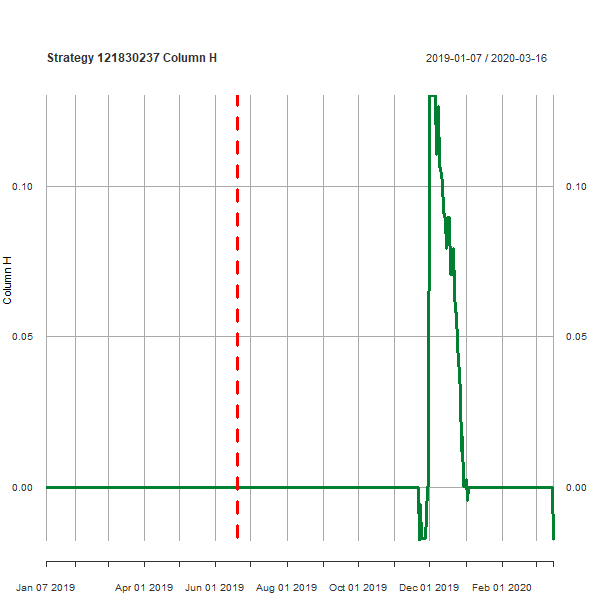 Strategy 121830237 Column H
2019-01-07 / 2020-03-16
0.10
0.10
Column H
0.05
0.05
0.00
0.00
Jan 07 2019
Apr 01 2019
Jun 01 2019
Aug 01 2019
Oct 01 2019
Dec 01 2019
Feb 01 2020